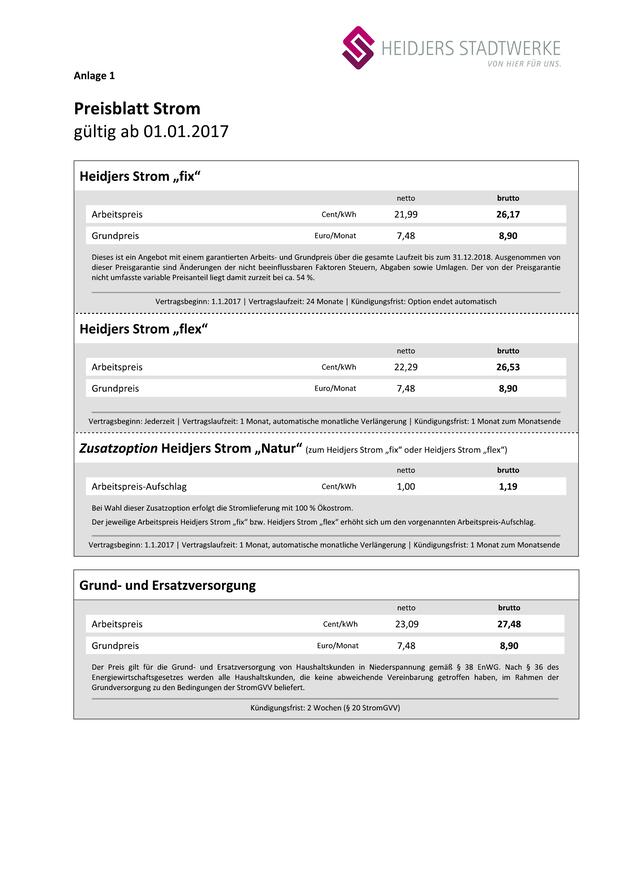 HEIDJERS STADTWERKE
VON HIER FÜR UNS.
Anlage 1
Preisblatt Strom
gültig ab 01.01.2017
Heidjers Strom „fix“
netto brutto
Arbeitspreis Cent/kWh 21,99 26,17
Grundpreis Euro/Monat 7,48 8,90
Dieses ist ein Angebot mit einem garantierten Arbeits- und Grundpreis über die gesamte Laufzeit bis zum 31.12.2018. Ausgenommen von
dieser Preisgarantie sind Änderungen der nicht beeinflussbaren Faktoren Steuern, Abgaben sowie Umlagen. Der von der Preisgarantie
nicht umfasste variable Preisanteil liegt damit zurzeit bei ca. 54 %.
Vertragsbeginn: 1.1.2017 | Vertragslaufzeit: 24 Monate | Kündigungsfrist: Option endet automatisch
Heidjers Strom „flex“
netto brutto
Arbeitspreis Cent/kWh 22,29 26,53
Grundpreis Euro/Monat 7,48 8,90
Vertragsbeginn: Jederzeit | Vertragslaufzeit: 1 Monat, automatische monatliche Verlängerung | Kündigungsfrist: 1 Monat zum Monatsende
Zusatzoption Heidjers Strom „Natur“ (zum Heidjers Strom „fix“ oder Heidjers Strom „flex“)
netto brutto
Arbeitspreis-Aufschlag Cent/kWh 1,00 1,19
Bei Wahl dieser Zusatzoption erfolgt die Stromlieferung mit 100 % Ökostrom.
Der jeweilige Arbeitspreis Heidjers Strom „fix“ bzw. Heidjers Strom „flex“ erhöht sich um den vorgenannten Arbeitspreis-Aufschlag.
Vertragsbeginn: 1.1.2017 | Vertragslaufzeit: 1 Monat, automatische monatliche Verlängerung | Kündigungsfrist: 1 Monat zum Monatsende
Grund- und Ersatzversorgung
netto brutto
Arbeitspreis Cent/kWh 23,09 27,48
Grundpreis Euro/Monat 7,48 8,90
Der Preis gilt für die Grund- und Ersatzversorgung von Haushaltskunden in Niederspannung gemäß § 38 EnWG. Nach § 36 des
Energiewirtschaftsgesetzes werden alle Haushaltskunden, die keine abweichende Vereinbarung getroffen haben, im Rahmen der
Grundversorgung zu den Bedingungen der StromGVV beliefert.
Kündigungsfrist: 2 Wochen (§ 20 StromGVV)